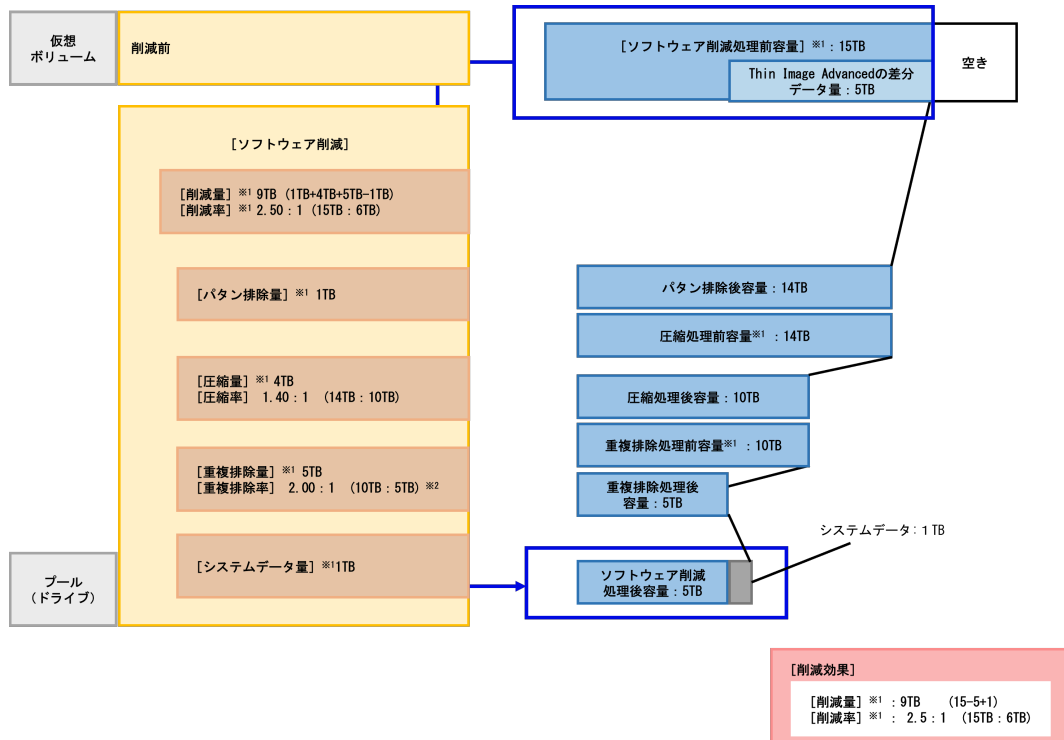 仮想
ボリューム
削減前
[ソフトウェア削減処理前容量] ※1：15TB
Thin Image Advancedの差分
データ量：5TB
空き
[ソフトウェア削減]
[削減量] ※1 9TB (1TB+4TB+5TB-1TB)
[削減率] ※1 2.50：1 (15TB：6TB)
[パタン排除量] ※1 1TB
パタン排除後容量：14TB
圧縮処理前容量※1 ：14TB
[圧縮量] ※1 4TB
[圧縮率] 1.40：1 (14TB：10TB)
圧縮処理後容量：10TB
重複排除処理前容量※1 ：10TB
[重複排除量] ※1 5TB
[重複排除率] 2.00：1 (10TB：5TB) ※2
重複排除処理後
容量：5TB
システムデータ：1TB
プール
(ドライブ)
[システムデータ量] ※11TB
ソフトウェア削減
処理後容量：5TB
[削減効果]
[削減量] ※1 ：9TB (15-5+1)
[削減率] ※1 ： 2.5：1 (15TB：6TB)